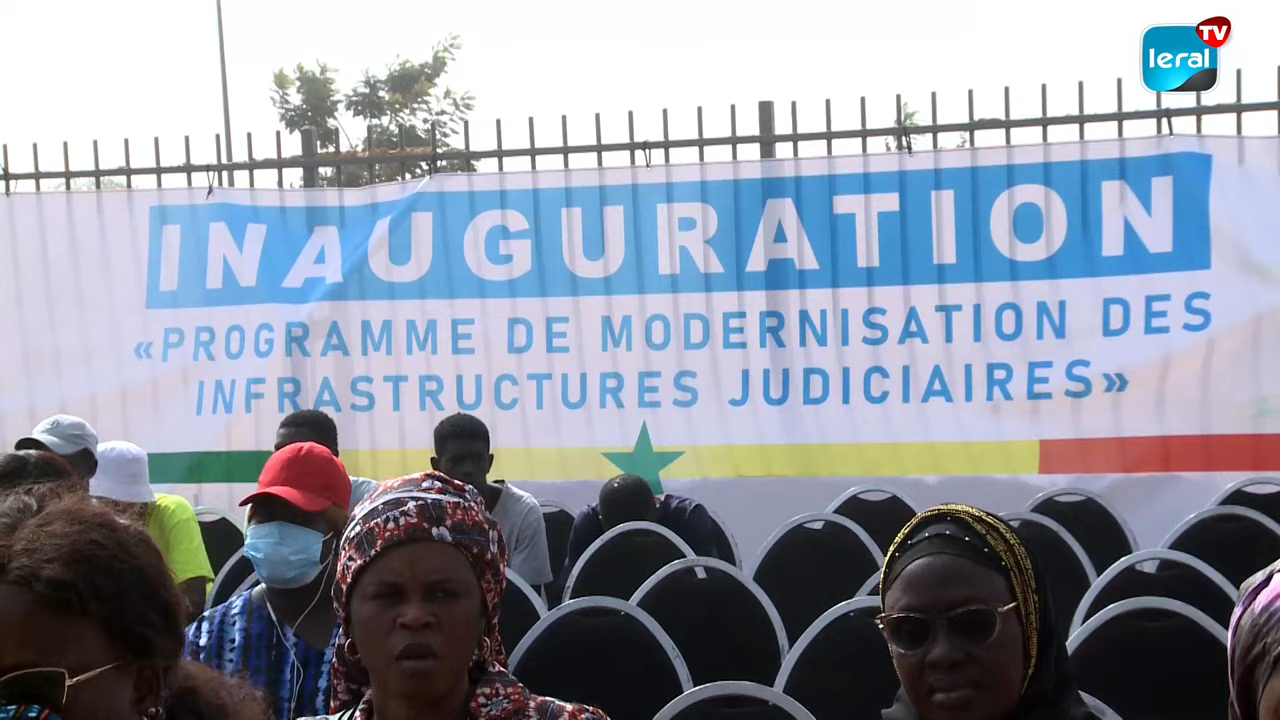 leral TV
INAUGURATION
«PROGRAMME DE MODERNISATION DES
INFRASTRUCTURES JUDICIAIRES»